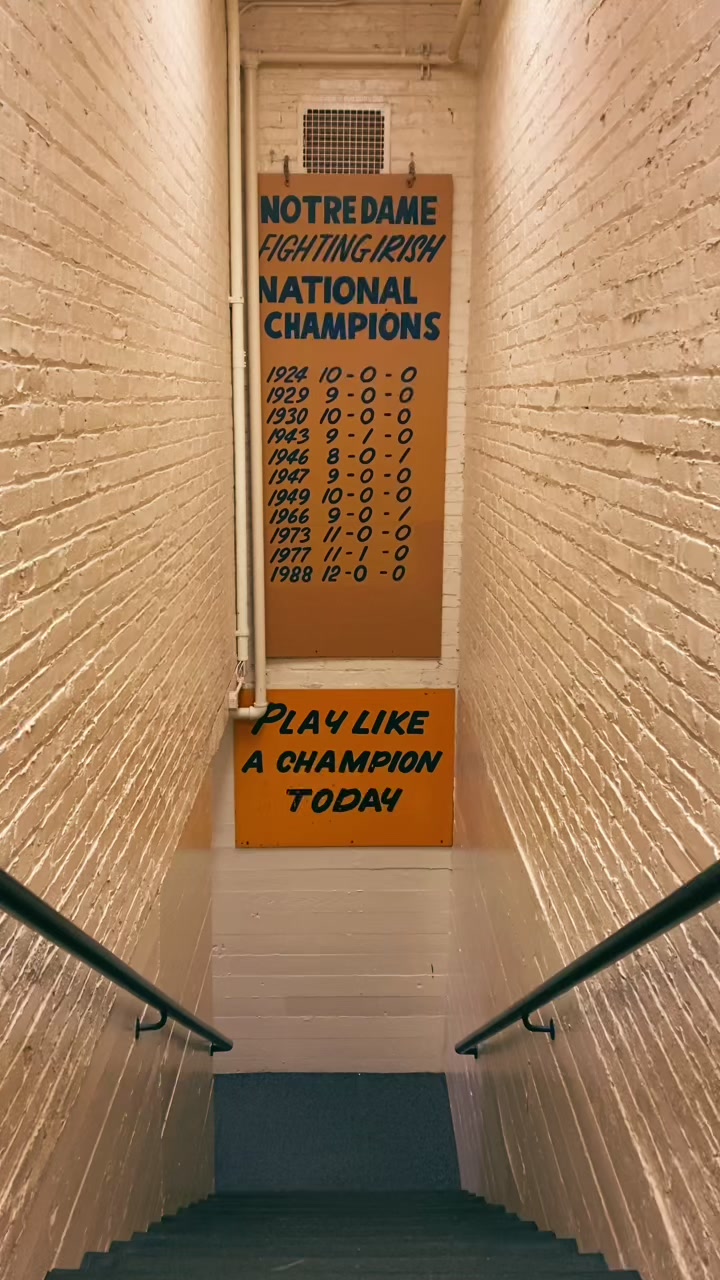 NOTRE DAME
FIGHTING IRISH
NATIONAL
CHAMPIONS
1924 10-0-0
1929 9-0-0
1930 10-0-0
1943 9-1-0
1946 8-0-1
1947 9-0-0
1949 10-0-0
1966 9-0-1
1973 11-0-0
1977 11-1-0
1988 12-0-0
PLAY LIKE
A CHAMPION
TODAY